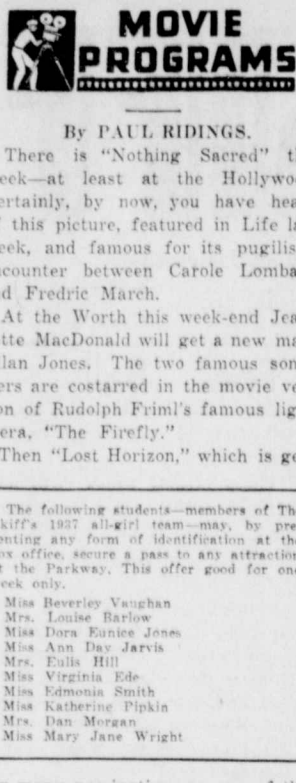 MOVIE
PROGRAMS
By PAUL RIDINGS.
There is "Nothing Sacred" t
eek—at least at the Hollywo
ertainly, by now, you have hea
this picture, featured in Life la
eek, and famous for its pugilis
counter between Carole Lomba
d Fredric March.
At the Worth this week-end Jea
tte MacDonald will get a new ma
llan Jones. The two famous son
ers are costarred in the movie ve
on of Rudolph Friml's famous lig
era, "The Firefly."
Then "Lost Horizon," which is ge
The following students—members of Th
kiff's 1937 all-girl team—may, by pre
enting any form of identification at th
ox office, secure a pass to any attraction
t the Parkway. This offer good for on
eek only.
Miss Beverley Vaughan
Mrs. Louise Barlow
Miss Dora Eunice Jones
Miss Ann Day Jarvis
Mrs. Eulis Hill
Miss Virginia Ede
Miss Edmonia Smith
Miss Katherine Pipkin
Mrs. Dan Morgan
Miss Mary Jane Wright